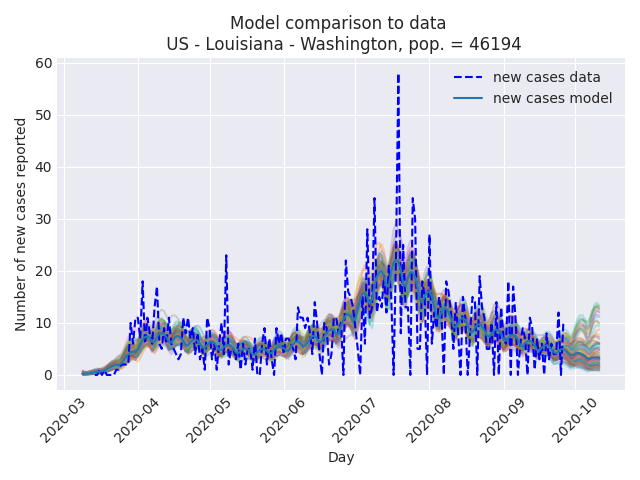 Model comparison to data
US - Louisiana - Washington, pop. = 46194
new cases data
new cases model
Number of new cases reported
60
50
40
30
20
10
0
2020-03
2020-04
2020-05
2020-06
2020-07
2020-08
2020-09
2020-10
Day